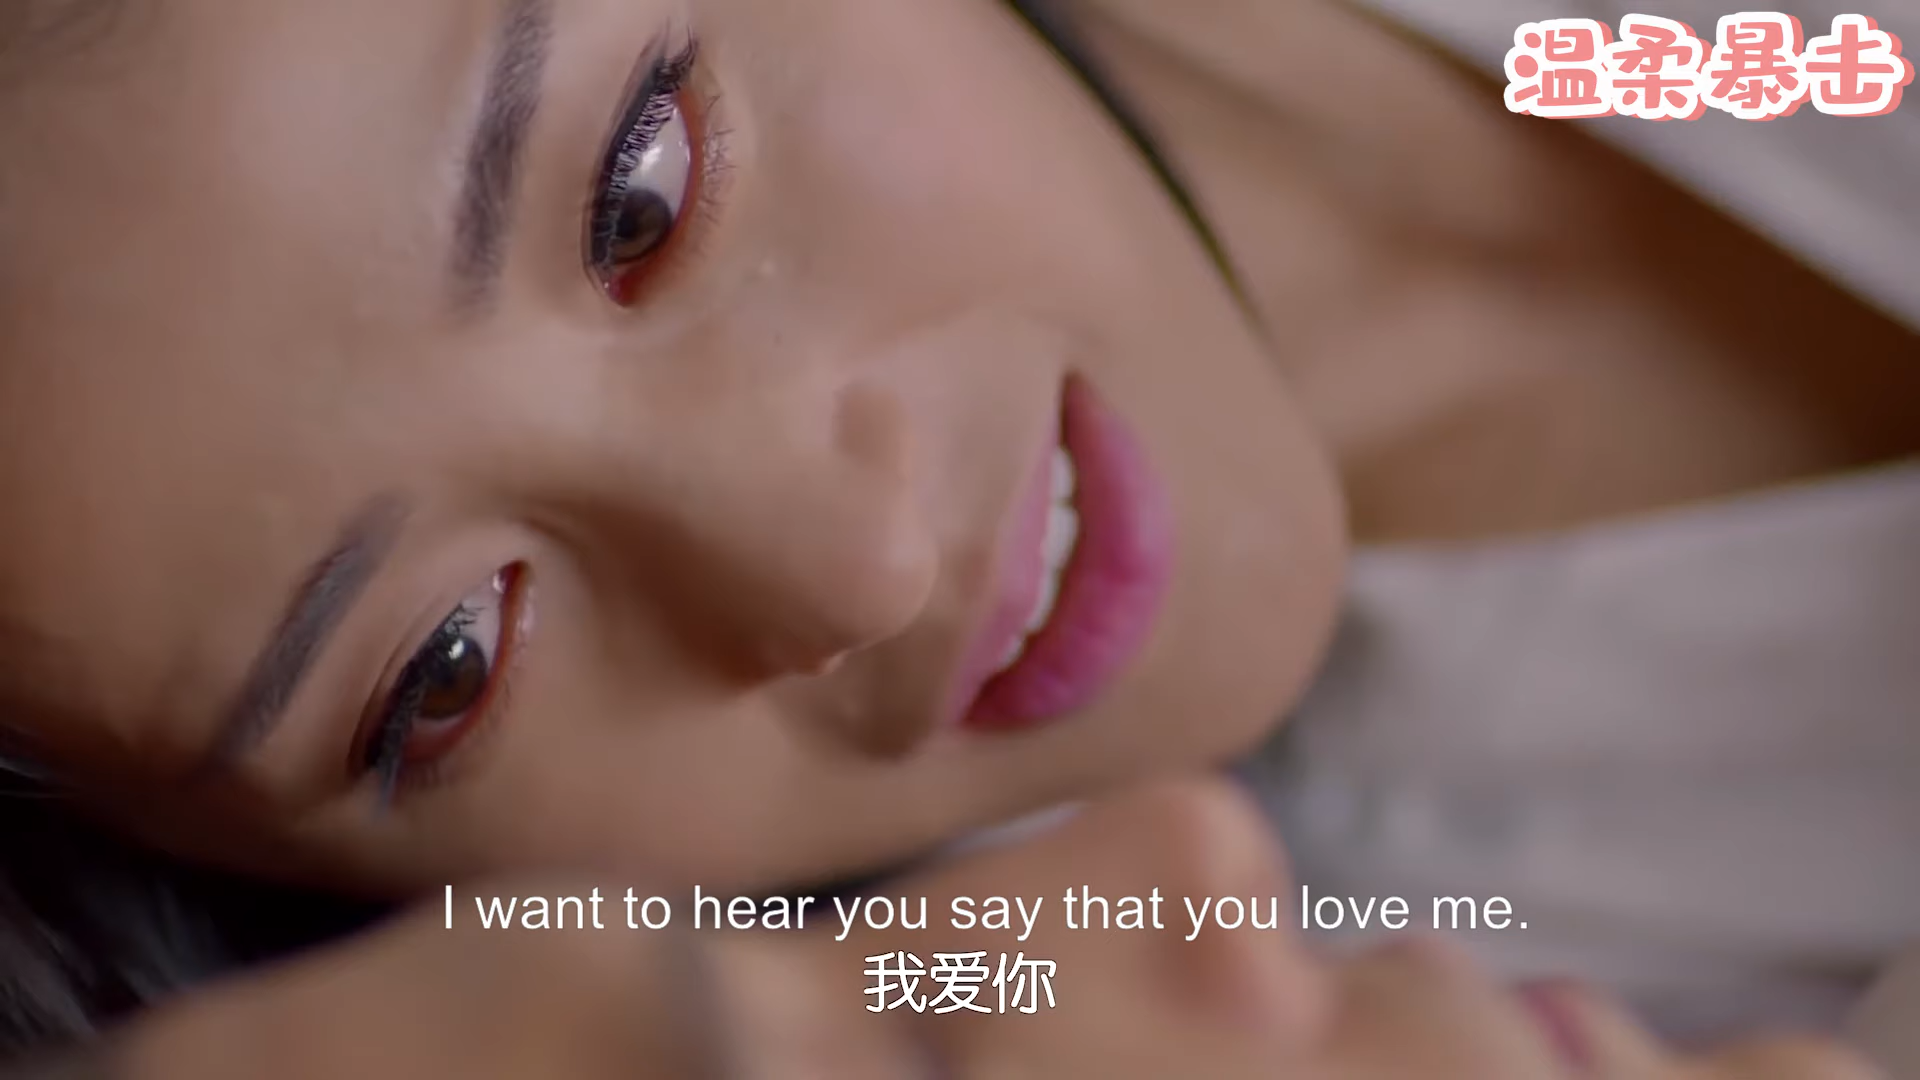 温柔暴击
I want to hear you say that you love me.
我爱你